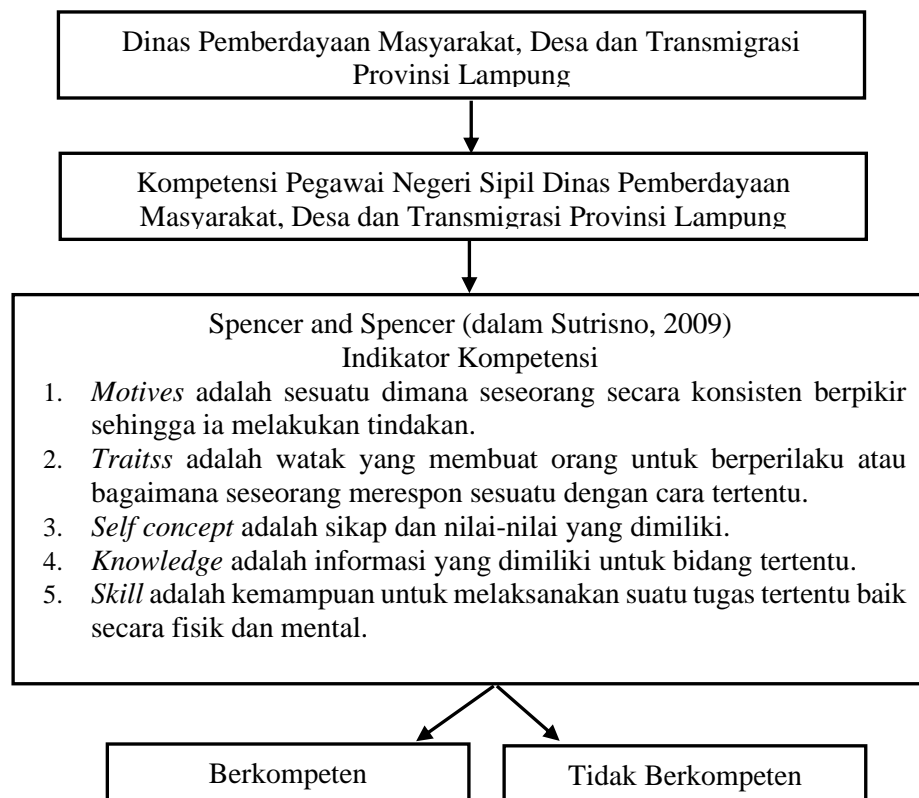 Dinas Pemberdayaan Masyarakat, Desa dan Transmigrasi
Provinsi Lampung
Kompetensi Pegawai Negeri Sipil Dinas Pemberdayaan
Masyarakat, Desa dan Transmigrasi Provinsi Lampung
Spencer and Spencer (dalam Sutrisno, 2009)
Indikator Kompetensi
1. Motives adalah sesuatu dimana seseorang secara konsisten berpikir
sehingga ia melakukan tindakan.
2. Traitss adalah watak yang membuat orang untuk berperilaku atau
bagaimana seseorang merespon sesuatu dengan cara tertentu.
3. Self concept adalah sikap dan nilai-nilai yang dimiliki.
4. Knowledge adalah informasi yang dimiliki untuk bidang tertentu.
5. Skill adalah kemampuan untuk melaksanakan suatu tugas tertentu baik
secara fisik dan mental.
Berkompeten
Tidak Berkompeten